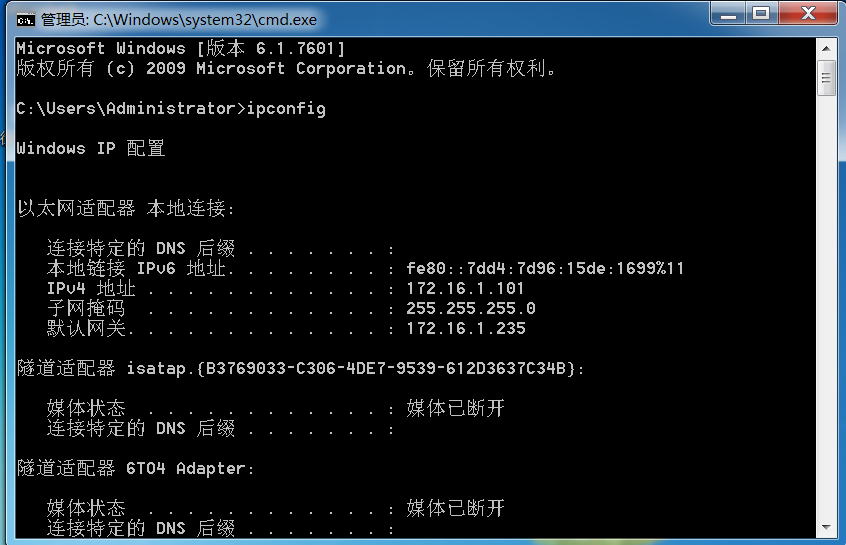 管理员: C:\Windows\system32\cmd.exe
Microsoft Windows [版本 6.1.7601]
版权所有 (c) 2009 Microsoft Corporation。保留所有权利。
C:\Users\Administrator>ipconfig
Windows IP 配置
以太网适配器 本地连接:
连接特定的 DNS 后缀 . . . . . . . :
本地链接 IPv6 地址. . . . . . . . : fe80::7dd4:7d96:15de:1699%11
IPv4 地址 . . . . . . . . . . . . : 172.16.1.101
子网掩码  . . . . . . . . . . . . : 255.255.255.0
默认网关. . . . . . . . . . . . . : 172.16.1.235
隧道适配器 isatap.{B3769033-C306-4DE7-9539-612D3637C34B}:
媒体状态  . . . . . . . . . . . . : 媒体已断开
连接特定的 DNS 后缀 . . . . . . . :
隧道适配器 6TO4 Adapter:
媒体状态  . . . . . . . . . . . . : 媒体已断开
连接特定的 DNS 后缀 . . . . . . . :